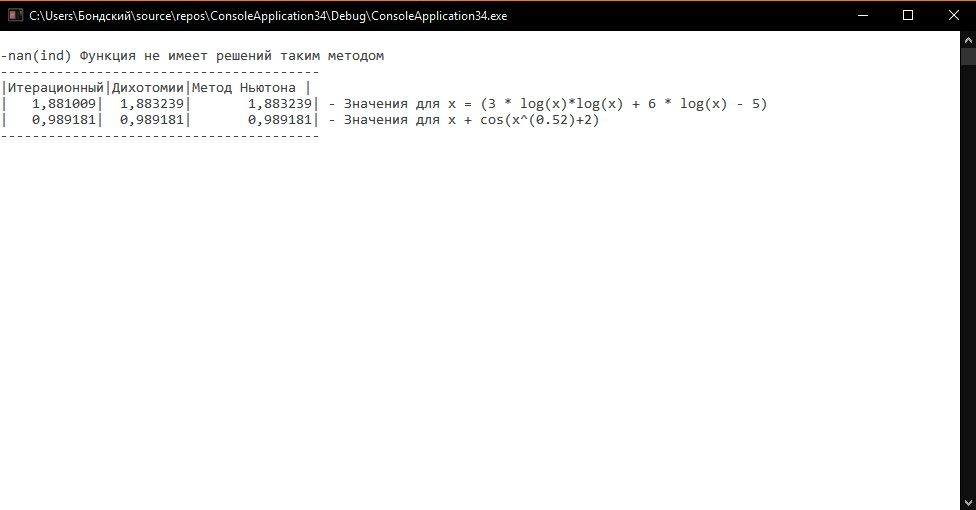 C:\Users\Бондский\source\repos\ConsoleApplication34\Debug\ConsoleApplication34.exe
-nan(ind) Функция не имеет решений таким методом
----------------------------------------
|Итерационный|Дихотомии|Метод Ньютона |
|   1,881009|  1,883239|       1,883239| - Значения для x = (3 * log(x)*log(x) + 6 * log(x) - 5)
|   0,989181|  0,989181|       0,989181| - Значения для x + cos(x^(0.52)+2)
----------------------------------------